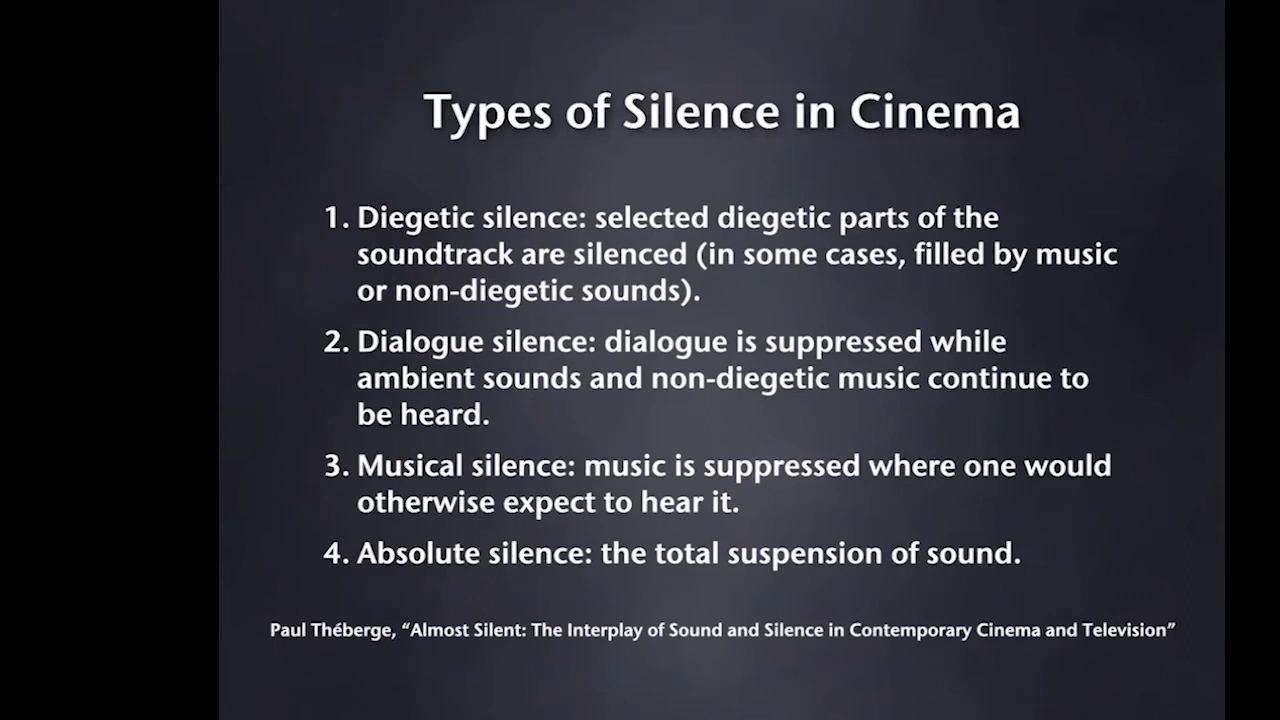 Types of Silence in Cinema
1. Diegetic silence: selected diegetic parts of the
soundtrack are silenced (in some cases, filled by music
or non-diegetic sounds).
2. Dialogue silence: dialogue is suppressed while
ambient sounds and non-diegetic music continue to
be heard.
3. Musical silence: music is suppressed where one would
otherwise expect to hear it.
4. Absolute silence: the total suspension of sound.
Paul Théberge, “Almost Silent: The Interplay of Sound and Silence in Contemporary Cinema and Television”